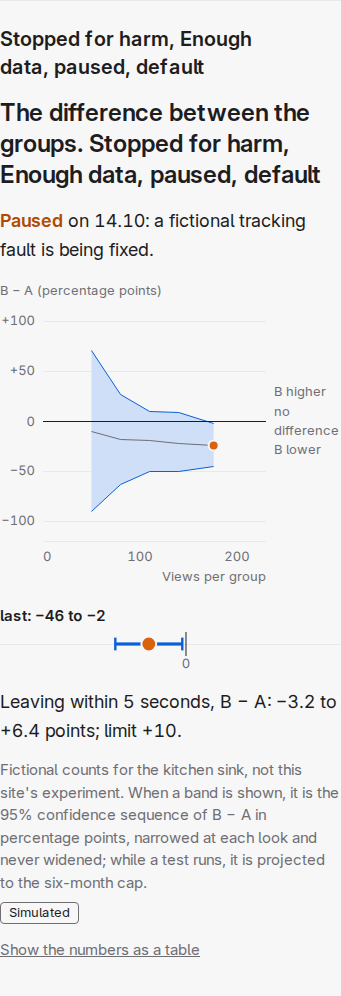 Stopped for harm, Enough
data, paused, default
The difference between the
groups. Stopped for harm,
Enough data, paused, default
Paused on 14.10: a fictional tracking
fault is being fixed.
B − A (percentage points)
+100
+50
0
−50
−100
B higher
no
difference
B lower
0 100 200
Views per group
last: −46 to −2
0
Leaving within 5 seconds, B − A: −3.2 to
+6.4 points; limit +10.
Fictional counts for the kitchen sink, not this
site's experiment. When a band is shown, it is the
95% confidence sequence of B − A in
percentage points, narrowed at each look and
never widened; while a test runs, it is projected
to the six-month cap.
Simulated
Show the numbers as a table